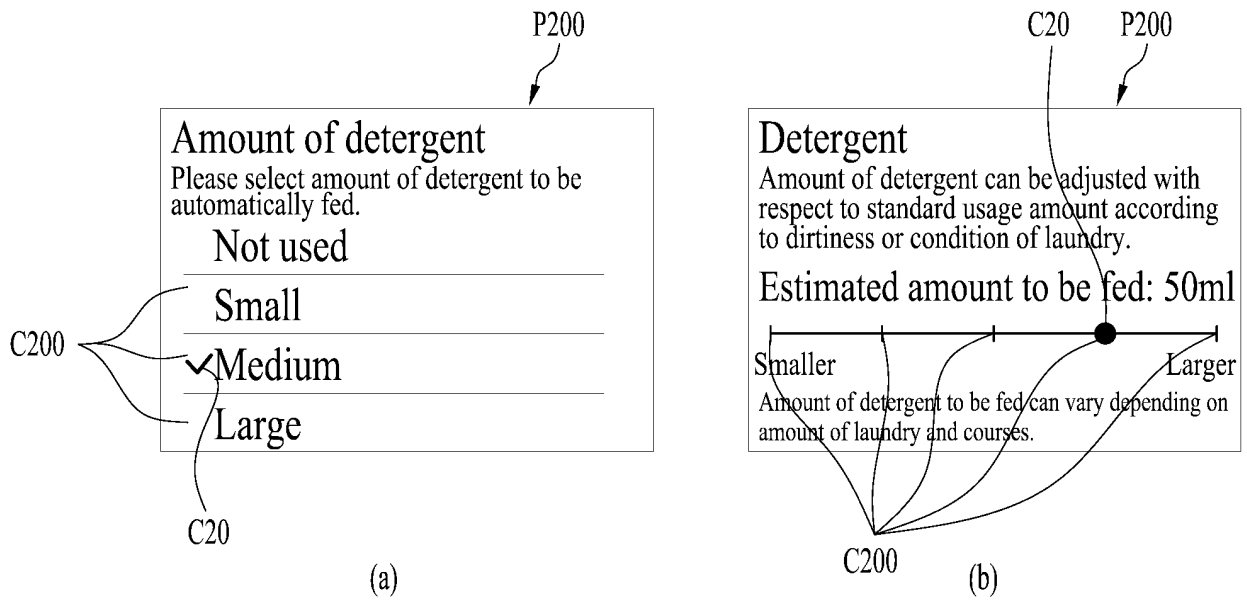 P200
Amount of detergent
Please select amount of detergent to be
automatically fed.
Not used
Small
Medium
Large
C200
C20
(a)
C20
P200
Detergent
Amount of detergent can be adjusted with
respect to standard usage amount according
to dirtiness or condition of laundry.
Estimated amount to be fed: 50ml
Smaller
Larger
Amount of detergent to be fed can vary depending on
amount of laundry and courses.
C200
(b)